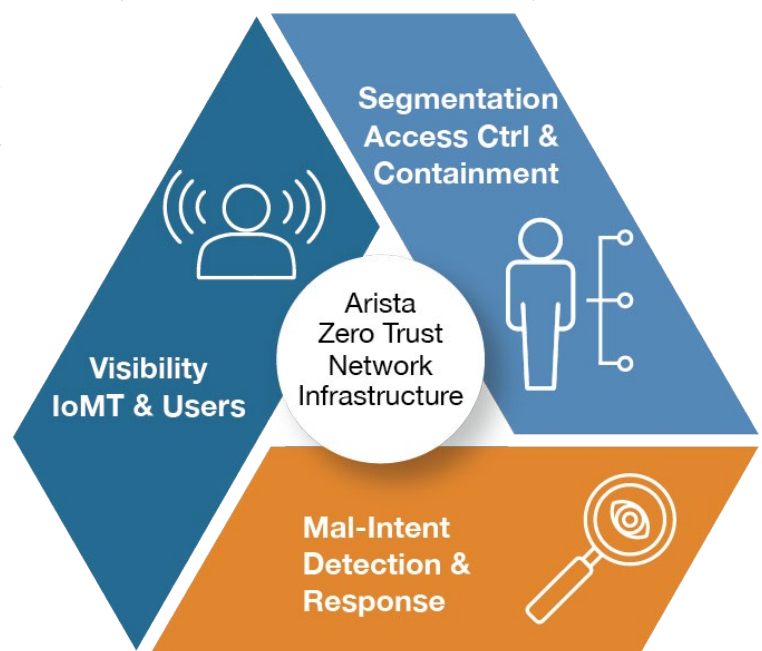 Segmentation
Access Ctrl &
Containment
Arista
Zero Trust
Network
Infrastructure
Visibility
IoMT & Users
Mal-Intent
Detection &
Response